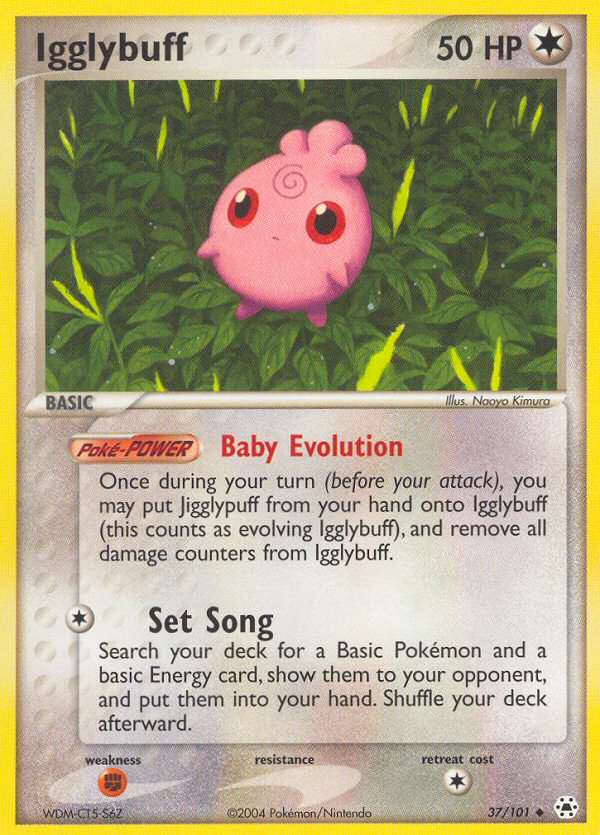 Igglybuff
50 HP
BASIC
Illus. Naoyo Kimura
Poké-POWER Baby Evolution
Once during your turn (before your attack), you
may put Jigglypuff from your hand onto Igglybuff
(this counts as evolving Igglybuff), and remove all
damage counters from Igglybuff.
Set Song
Search your deck for a Basic Pokémon and a
basic Energy card, show them to your opponent,
and put them into your hand. Shuffle your deck
afterward.
weakness resistance retreat cost
WDM-CT5-S6Z ©2004 Pokémon/Nintendo 37/101